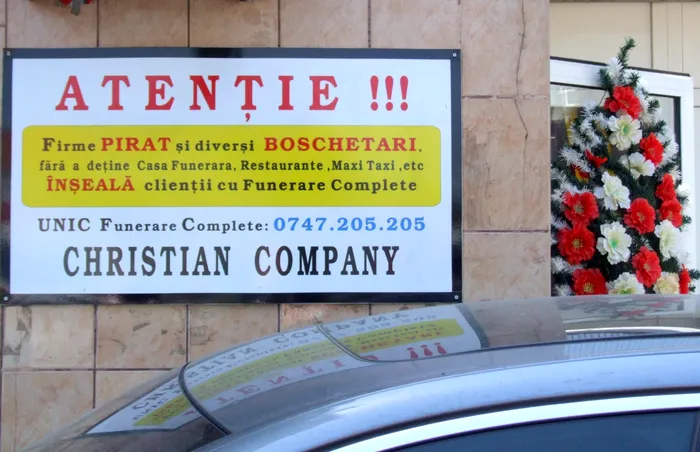 ATENȚIE !!!
Firme PIRAT și diverși BOSCHETARI,
fără a deține Casa Funerara, Restaurante ,Maxi Taxi ,etc
ÎNȘEALĂ clienții cu Funerare Complete
UNIC Funerare Complete: 0747.205.205
CHRISTIAN COMPANY